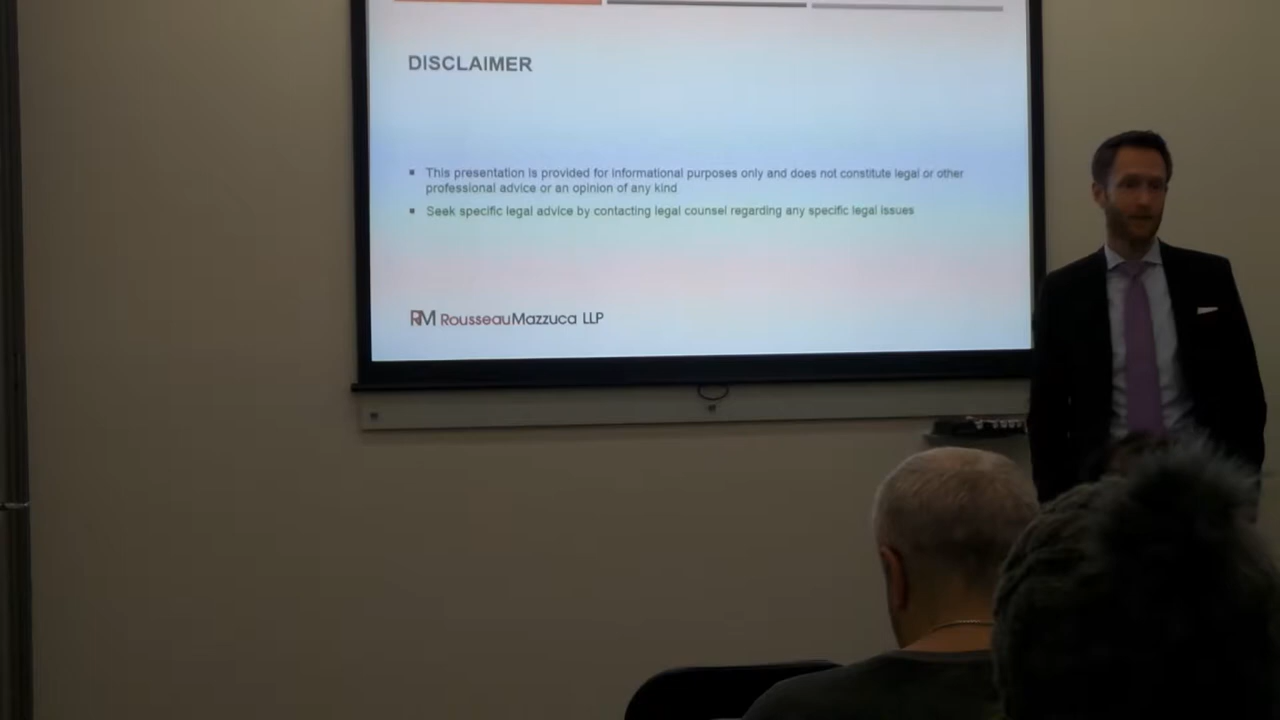 DISCLAIMER
This presentation is provided for informational purposes only and does not constitute legal or other
professional advice or an opinion of any kind
Seek specific legal advice by contacting legal counsel regarding any specific legal issues
RM RousseauMazzuca LLP